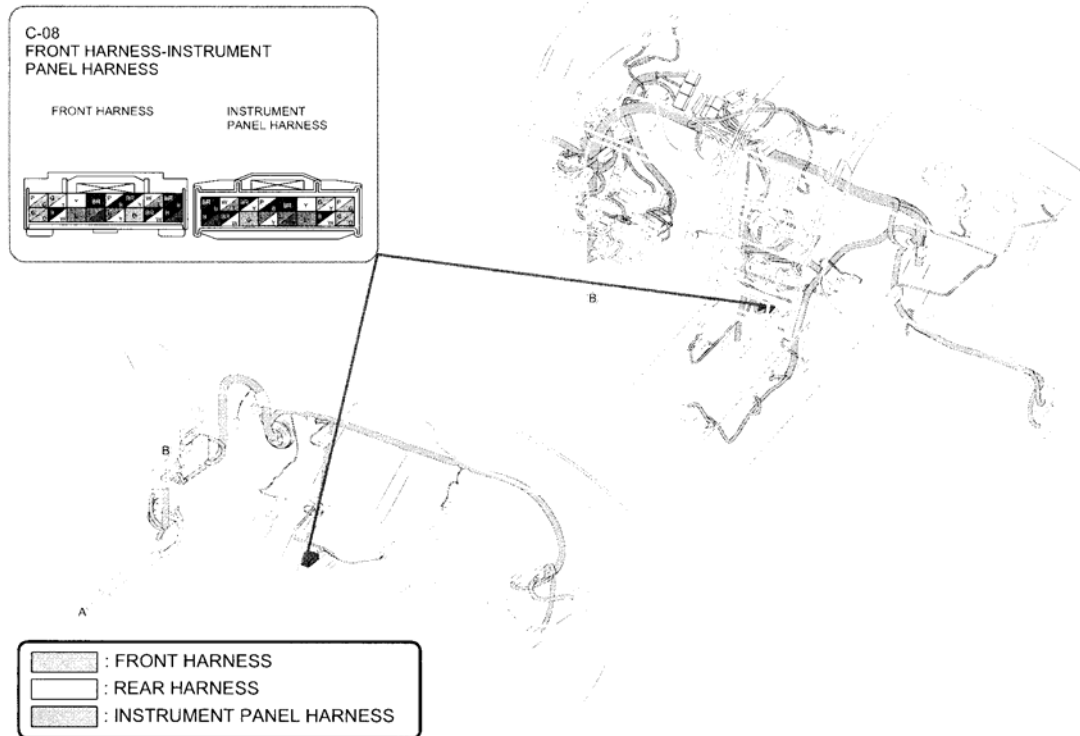 C-08
FRONT HARNESS-INSTRUMENT
PANEL HARNESS
FRONT HARNESS
INSTRUMENT
PANEL HARNESS
B
B
A
: FRONT HARNESS
: REAR HARNESS
: INSTRUMENT PANEL HARNESS